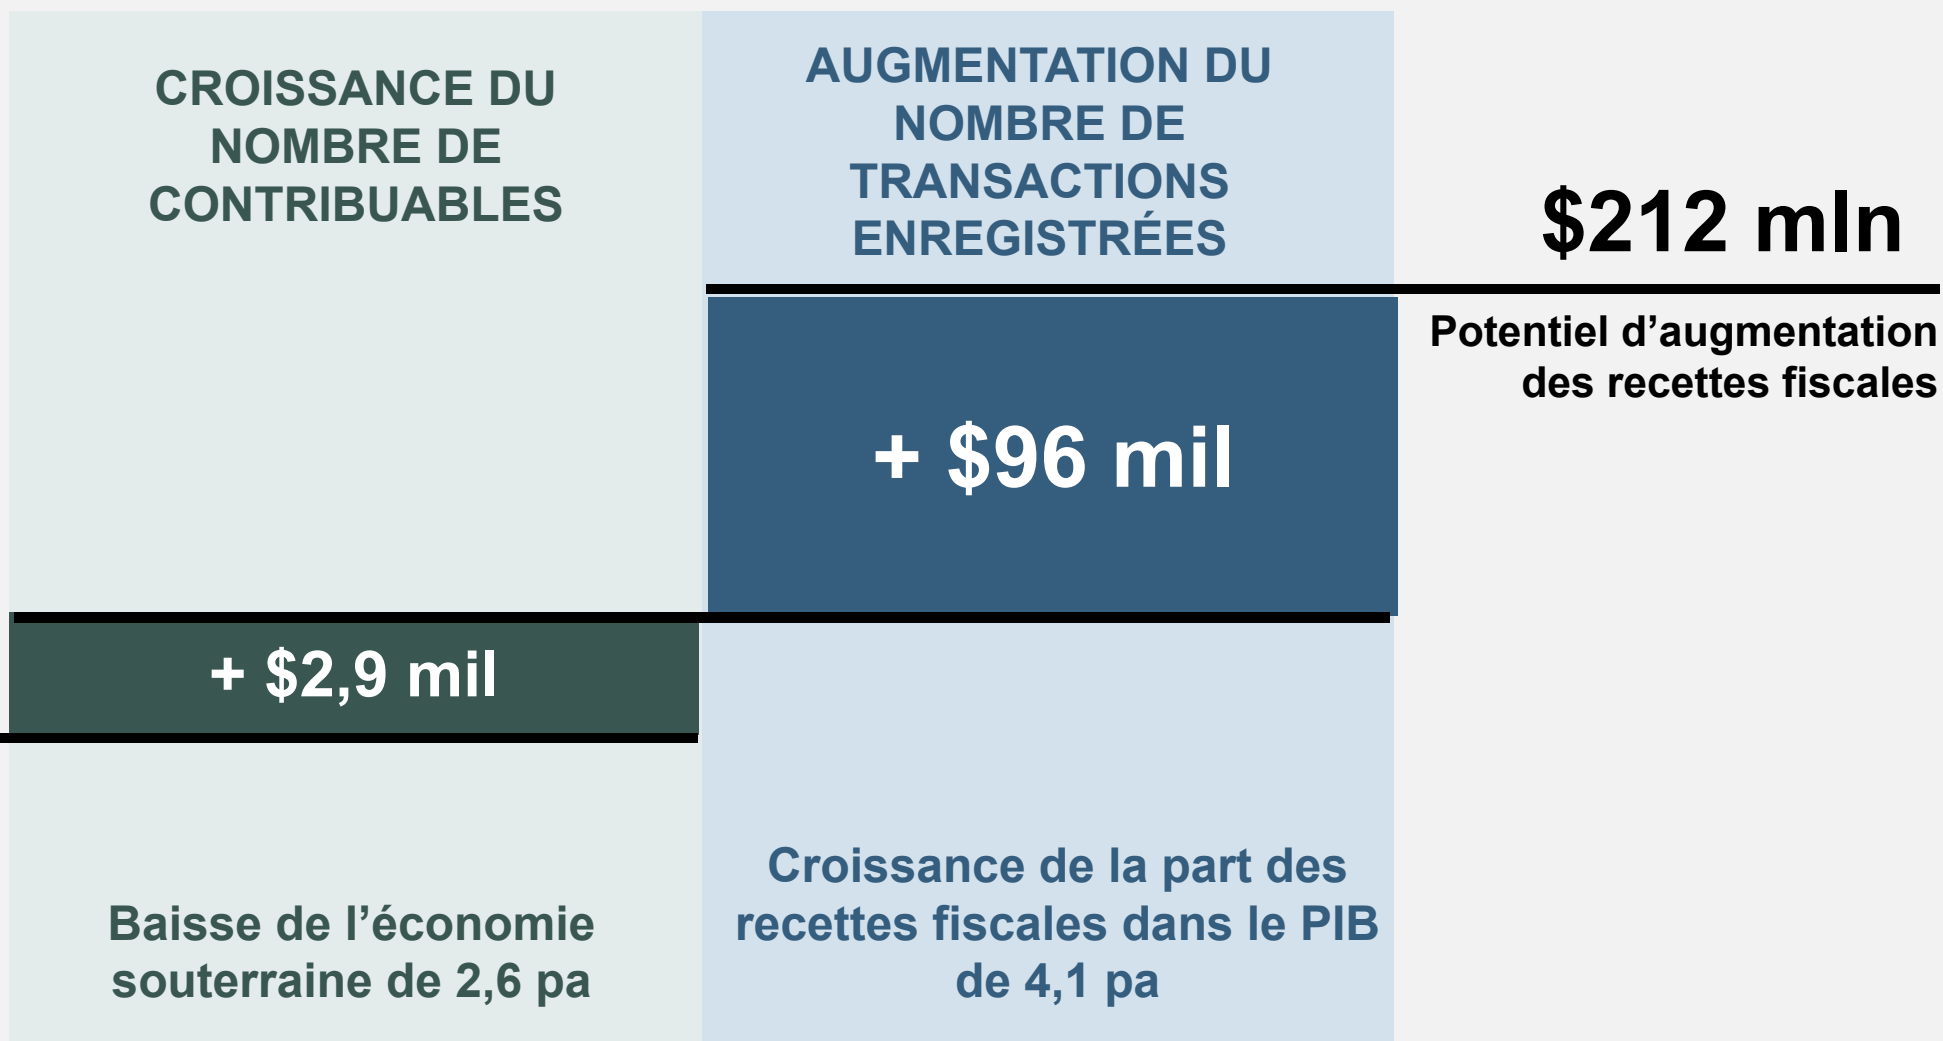 CROISSANCE DU
NOMBRE DE
CONTRIBUABLES
+ $2,9 mil
Baisse de l’économie
souterraine de 2,6 pa
AUGMENTATION DU
NOMBRE DE
TRANSACTIONS
ENREGISTRÉES
+ $96 mil
Croissance de la part des
recettes fiscales dans le PIB
de 4,1 pa
$212 mln
Potentiel d’augmentation
des recettes fiscales